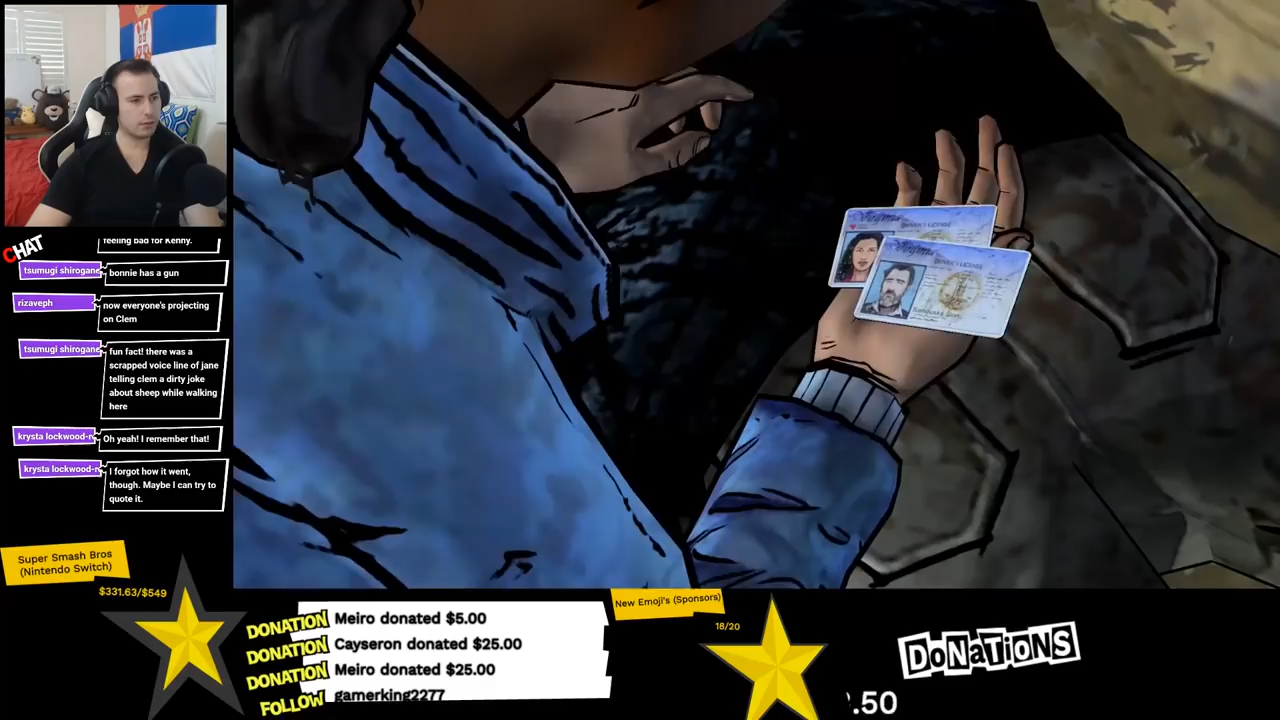 CHAT
feeling bad for Kenny.
tsumugi shirogane
bonnie has a gun
rizaveph
now everyone's projecting
on Clem
tsumugi shirogane
fun fact! there was a
scrapped voice line of jane
telling clem a dirty joke
about sheep while walking
here
krysta lockwood-r
Oh yeah! I remember that!
krysta lockwood-r
I forgot how it went,
though. Maybe I can try to
quote it.
Virginia
DRIVER'S LICENSE
Virginia
DRIVER'S LICENSE
Super Smash Bros
(Nintendo Switch)
$331.63/$549
DONATION Meiro donated $5.00
DONATION Cayseron donated $25.00
DONATION Meiro donated $25.00
FOLLOW gamerking2277
New Emoji's (Sponsors)
18/20
DONATIONS
.50